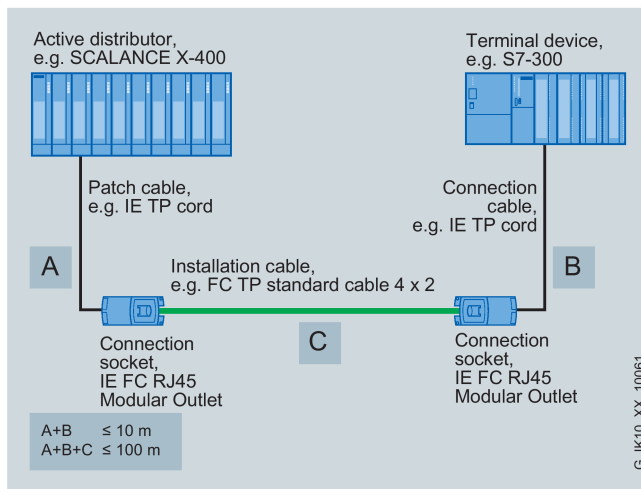 Active distributor,
e.g. SCALANCE X-400
Terminal device,
e.g. S7-300
Patch cable,
e.g. IE TP cord
Connection
cable,
e.g. IE TP cord
A
B
Installation cable,
e.g. FC TP standard cable 4 x 2
C
Connection
socket,
IE FC RJ45
Modular Outlet
Connection
socket,
IE FC RJ45
Modular Outlet
A+B ≤ 10 m
A+B+C ≤ 100 m
G_IK10_XX_10061